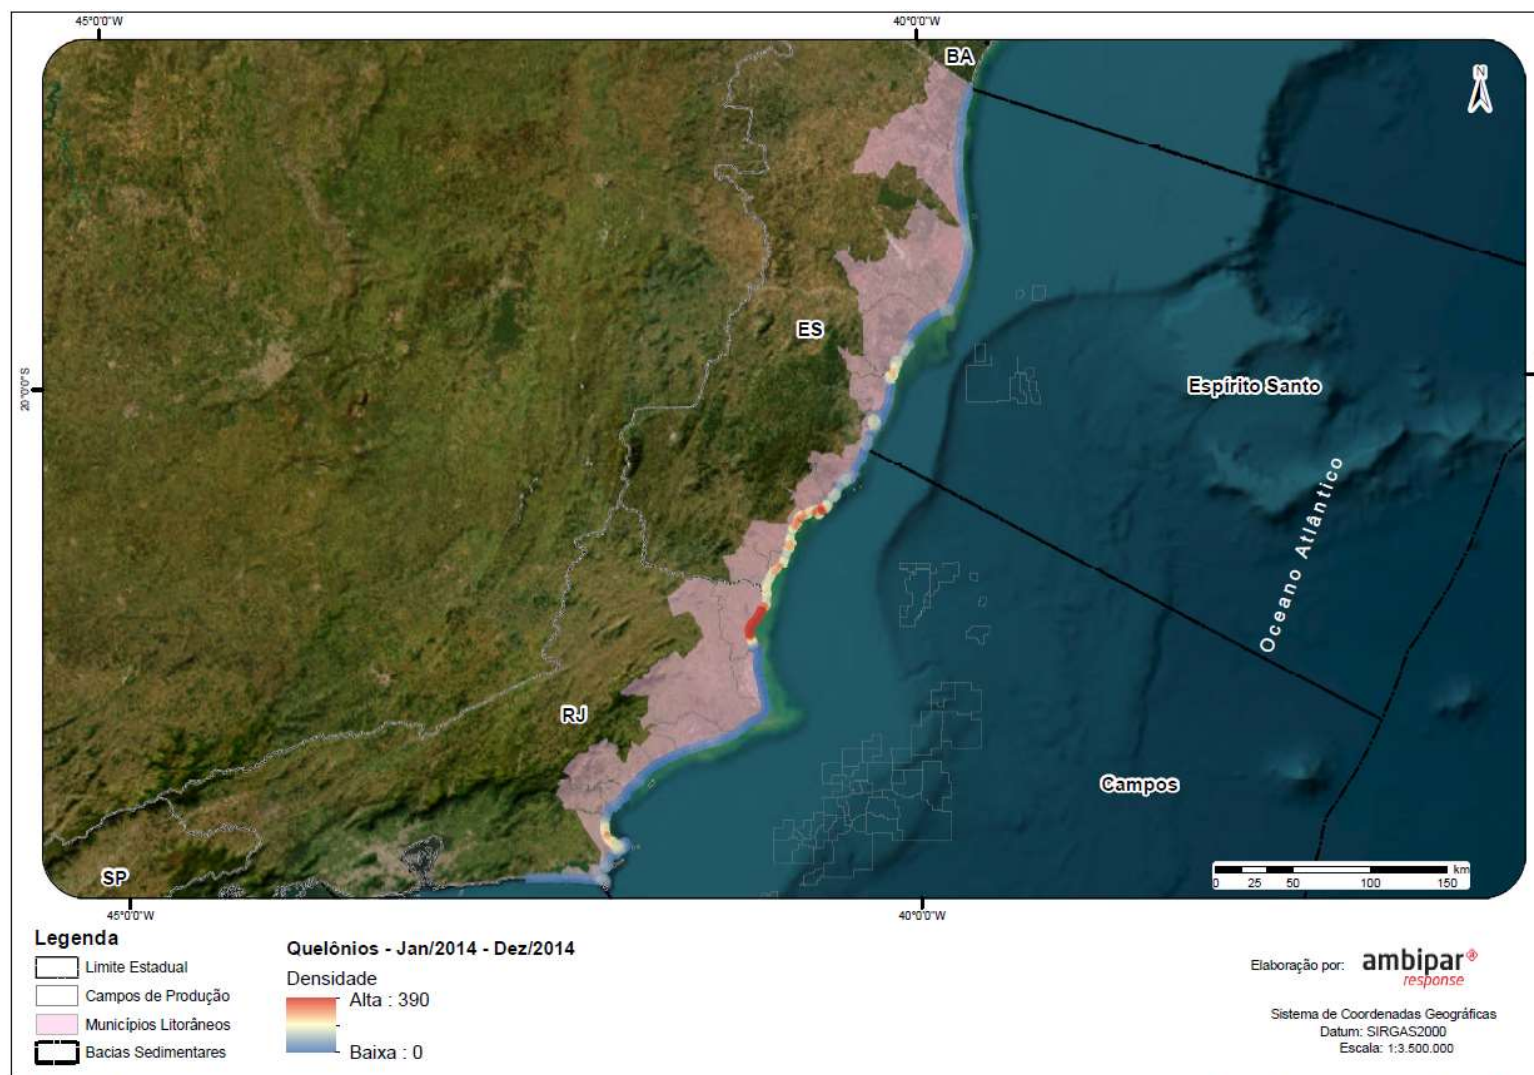 45°0'0"W
40°0'0"W
BA
N
ES
20°0'0"S
Espírito Santo
Oceano Atlântico
RJ
Campos
SP
km
0 25 50 100 150
45°0'0"W
40°0'0"W
Legenda
Limite Estadual
Campos de Produção
Municípios Litorâneos
Bacias Sedimentares
Quelônios - Jan/2014 - Dez/2014
Densidade
Alta : 390
Baixa : 0
Elaboração por:
ambipar
response
Sistema de Coordenadas Geográficas
Datum: SIRGAS2000
Escala: 1:3.500.000